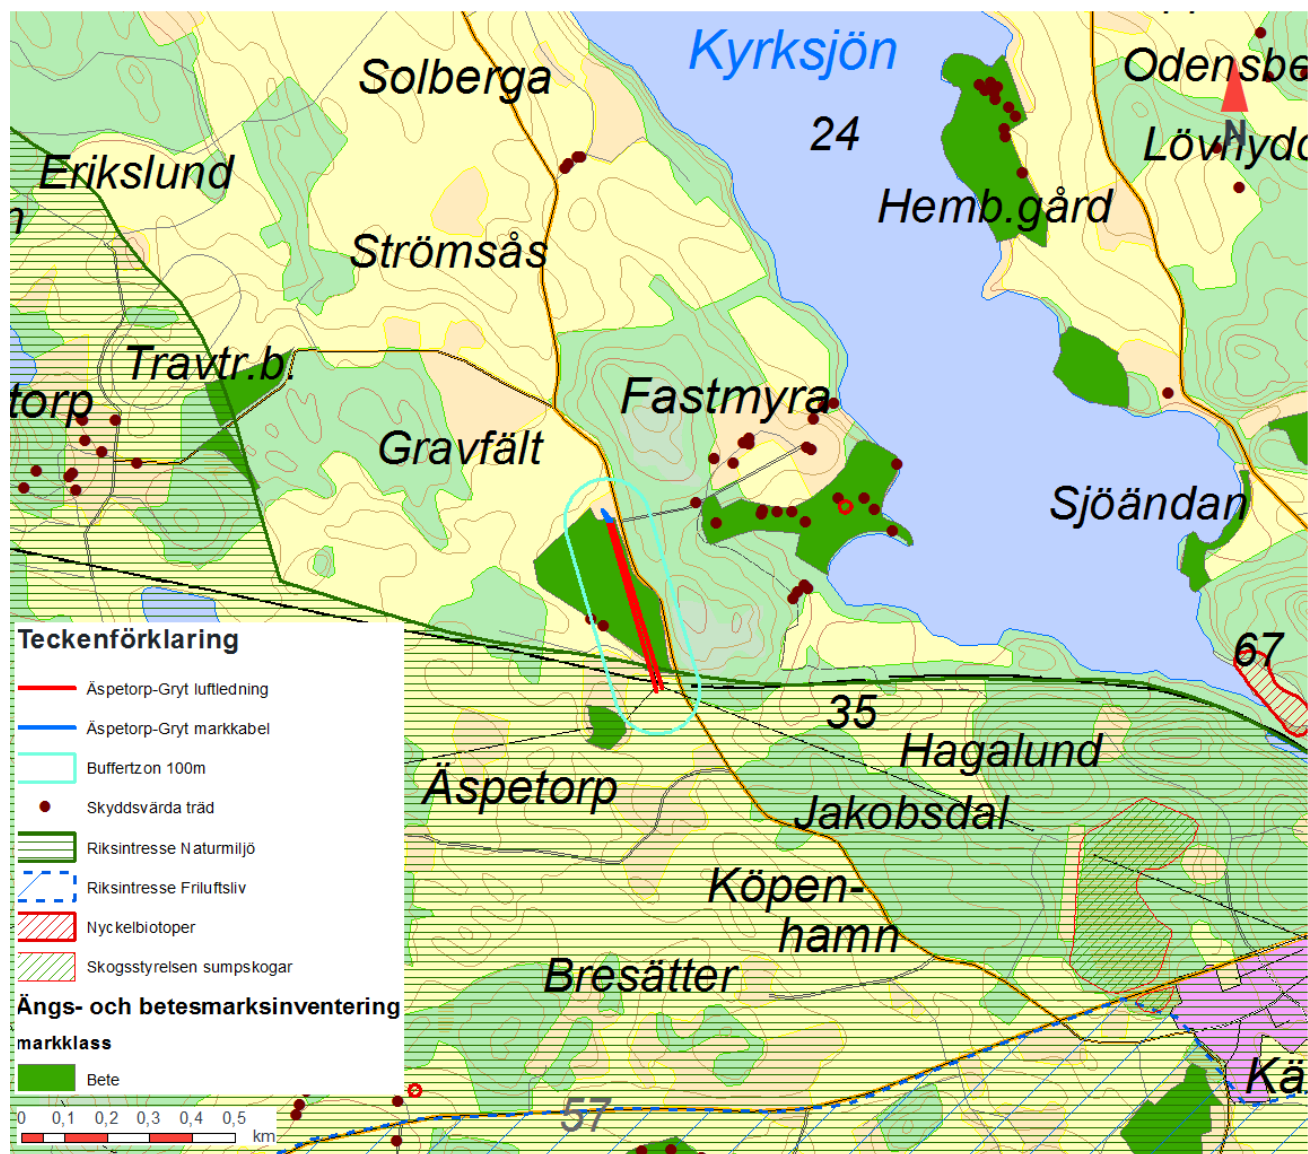 Kyrksjön
Solberga
Odensbe
24
N
Lövhydd
Erikslund
n
Hemb.gård
Strömsås
Travtr.b.
torp
Fastmyra
Gravfält
Sjöändan
67
35
Hagalund
Äspetorp
Jakobsdal
Köpen-
hamn
Bresätter
Kä
57
Teckenförklaring
Äspetorp-Gryt luftledning
Äspetorp-Gryt markkabel
Buffertzon 100m
Skyddsvärda träd
Riksintresse Naturmiljö
Riksintresse Friluftsliv
Nyckelbiotoper
Skogsstyrelsen sumpskogar
Ängs- och betesmarksinventering
markklass
Bete
0 0,1 0,2 0,3 0,4 0,5
km